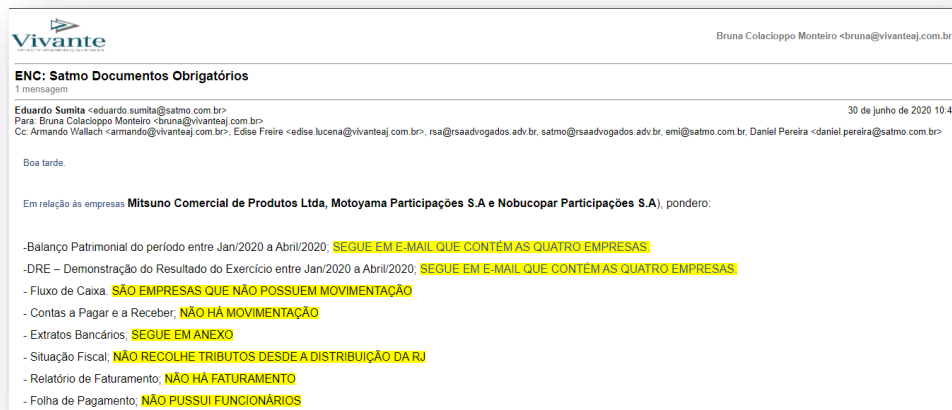 Vivante
Bruna Colacioppo Monteiro <bruna@vivanteaj.com.br
ENC: Satmo Documentos Obrigatórios
1 mensagem
Eduardo Sumita <eduardo.sumita@satmo.com.br> 30 de junho de 2020 10:4
Para: Bruna Colacioppo Monteiro <bruna@vivanteaj.com.br>
Cc: Armando Wallach <armando@vivanteaj.com.br>, Edise Freire <edise.lucena@vivanteaj.com.br>, rsa@rsaadvogados.adv.br, satmo@rsaadvogados.adv.br, emi@satmo.com.br, Daniel Pereira <daniel.pereira@satmo.com.br>
Boa tarde.
Em relação às empresas Mitsuno Comercial de Produtos Ltda, Motoyama Participações S.A e Nobucopar Participações S.A), pondero:
-Balanço Patrimonial do período entre Jan/2020 a Abril/2020; SEGUE EM E-MAIL QUE CONTÉM AS QUATRO EMPRESAS.
-DRE – Demonstração do Resultado do Exercício entre Jan/2020 a Abril/2020; SEGUE EM E-MAIL QUE CONTÉM AS QUATRO EMPRESAS.
- Fluxo de Caixa. SÃO EMPRESAS QUE NÃO POSSUEM MOVIMENTAÇÃO
- Contas a Pagar e a Receber; NÃO HÁ MOVIMENTAÇÃO
- Extratos Bancários; SEGUE EM ANEXO
- Situação Fiscal; NÃO RECOLHE TRIBUTOS DESDE A DISTRIBUIÇÃO DA RJ
- Relatório de Faturamento; NÃO HÁ FATURAMENTO
- Folha de Pagamento; NÃO PUSSUI FUNCIONÁRIOS